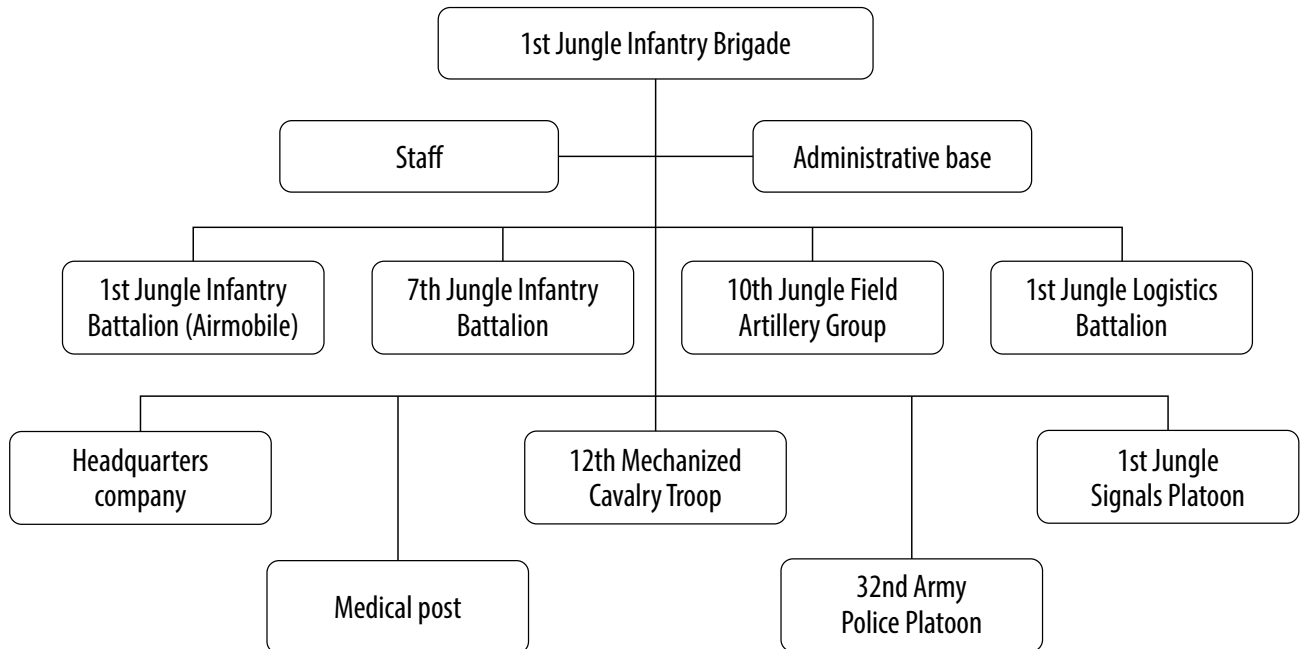 1st Jungle Infantry Brigade
Staff
Administrative base
1st Jungle Infantry
Battalion (Airmobile)
7th Jungle Infantry
Battalion
10th Jungle Field
Artillery Group
1st Jungle Logistics
Battalion
Headquarters
company
12th Mechanized
Cavalry Troop
1st Jungle
Signals Platoon
Medical post
32nd Army
Police Platoon